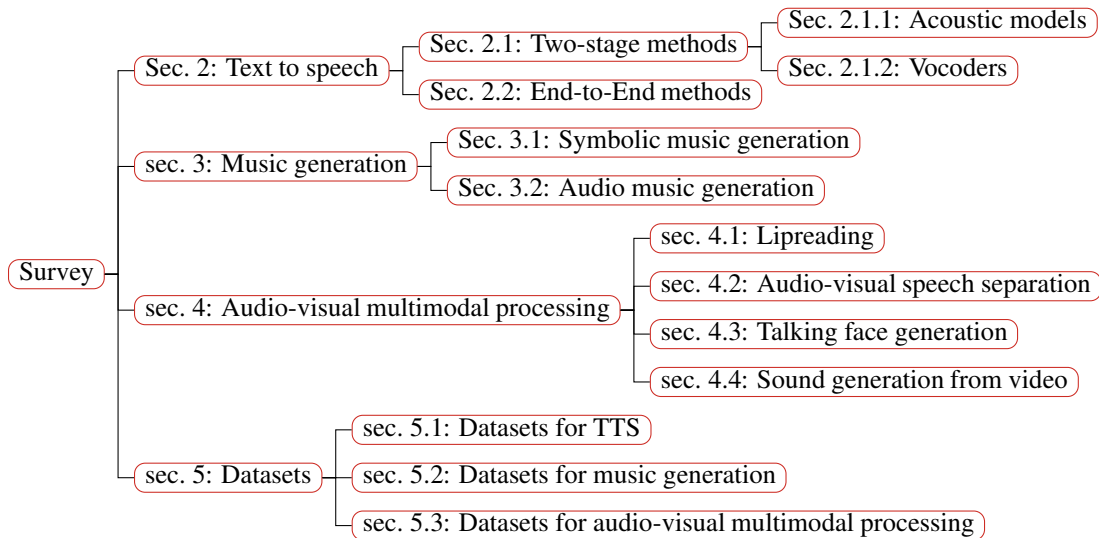 Survey
Sec. 2: Text to speech
Sec. 2.1: Two-stage methods
Sec. 2.1.1: Acoustic models
Sec. 2.1.2: Vocoders
Sec. 2.2: End-to-End methods
sec. 3: Music generation
Sec. 3.1: Symbolic music generation
Sec. 3.2: Audio music generation
sec. 4: Audio-visual multimodal processing
sec. 4.1: Lipreading
sec. 4.2: Audio-visual speech separation
sec. 4.3: Talking face generation
sec. 4.4: Sound generation from video
sec. 5: Datasets
sec. 5.1: Datasets for TTS
sec. 5.2: Datasets for music generation
sec. 5.3: Datasets for audio-visual multimodal processing